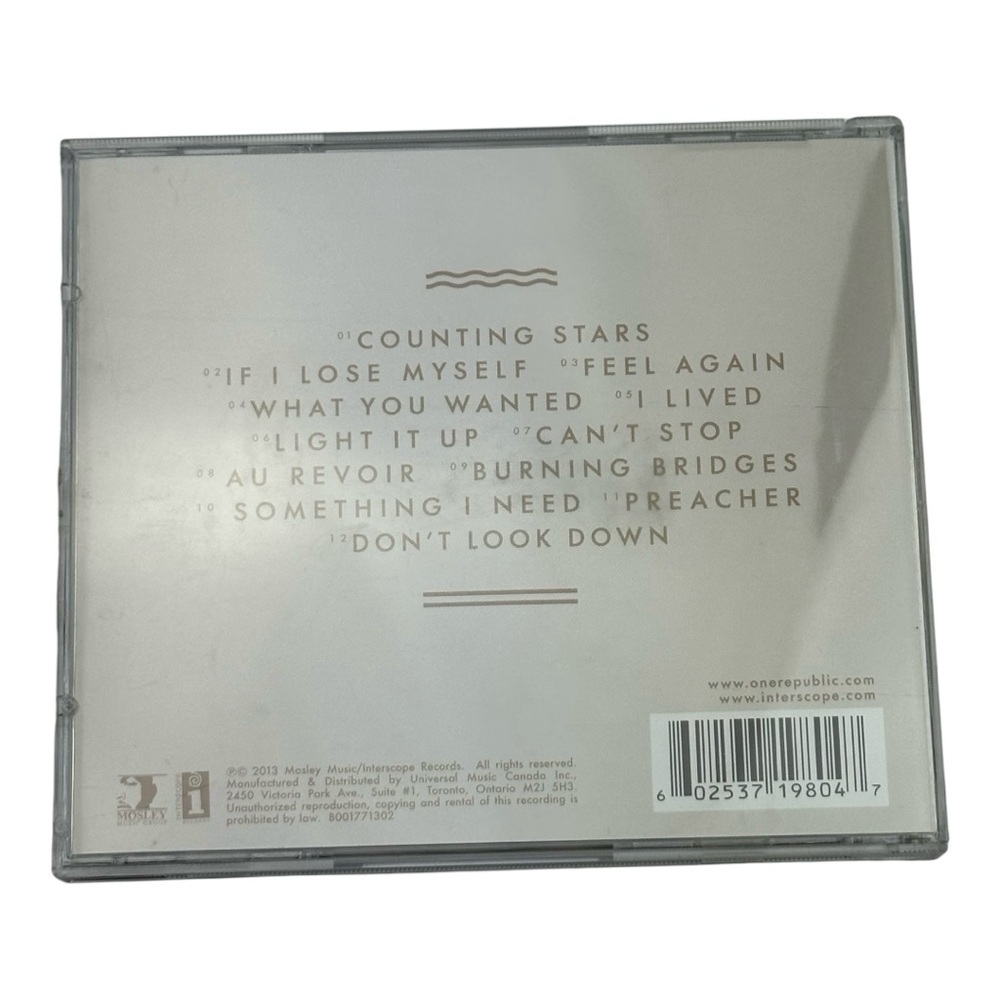 01 COUNTING STARS
02 IF I LOSE MYSELF 03 FEEL AGAIN
04 WHAT YOU WANTED 05 I LIVED
06 LIGHT IT UP 07 CAN'T STOP
08 AU REVOIR 09 BURNING BRIDGES
10 SOMETHING I NEED 11 PREACHER
12 DON'T LOOK DOWN
www.onerepublic.com
www.interscope.com
6 02537 19804 7
MOSLEY
MUSIC GROUP
INTERSCOPE
RECORDS
i
℗© 2013 Mosley Music/Interscope Records. All rights reserved.
Manufactured & Distributed by Universal Music Canada Inc.,
2450 Victoria Park Ave., Suite #1, Toronto, Ontario M2J 5H3.
Unauthorized reproduction, copying and rental of this recording is
prohibited by law. B001771302